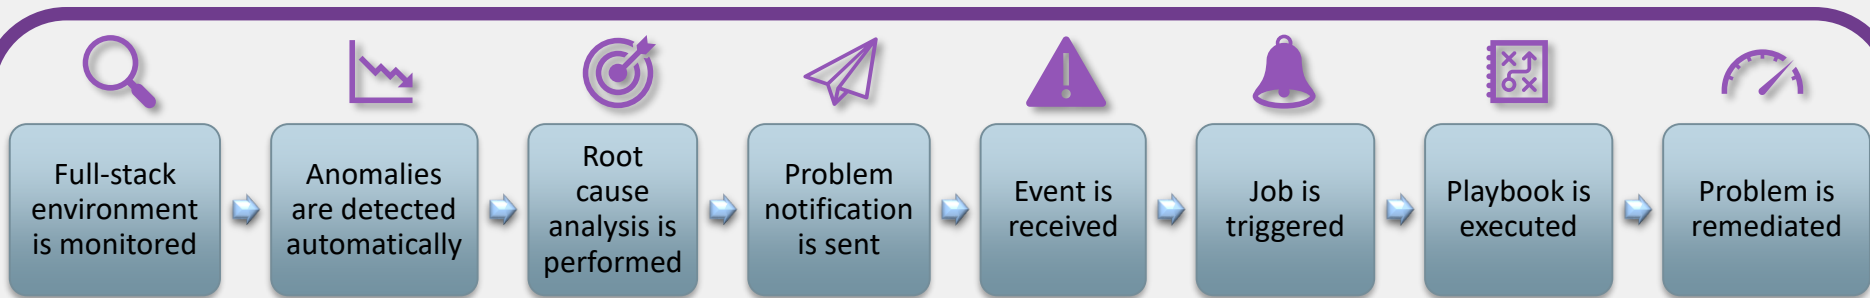 Full-stack
environment
is monitored
Anomalies
are detected
automatically
Root
cause
analysis is
performed
Problem
notification
is sent
Event is
received
Job is
triggered
Playbook is
executed
Problem is
remediated